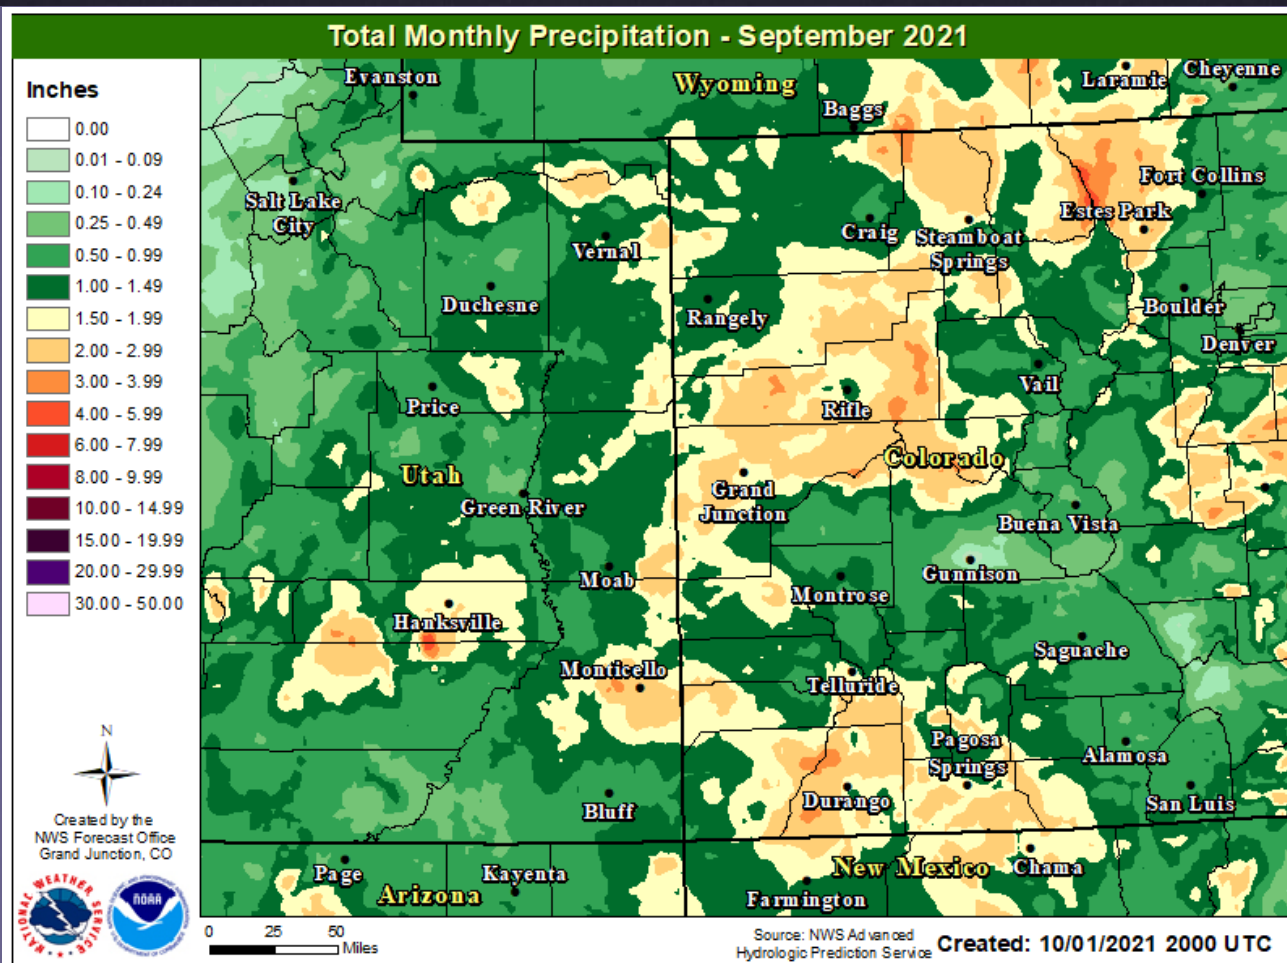 Total Monthly Precipitation - September 2021
Inches
0.00
0.01 - 0.09
0.10 - 0.24
0.25 - 0.49
0.50 - 0.99
1.00 - 1.49
1.50 - 1.99
2.00 - 2.99
3.00 - 3.99
4.00 - 5.99
6.00 - 7.99
8.00 - 9.99
10.00 - 14.99
15.00 - 19.99
20.00 - 29.99
30.00 - 50.00
Evanston
Wyoming
Baggs
Laramie
Cheyenne
Salt Lake
City
Fort Collins
Estes Park
Craig
Steamboat
Springs
Vernal
Duchesne
Rangely
Boulder
Denver
Vail
Price
Rifle
Utah
Colorado
Green River
Grand
Junction
Buena Vista
Moab
Gunnison
Montrose
Hanksville
Saguache
Monticello
Telluride
Pagosa
Springs
Alamosa
Durango
San Luis
Bluff
Page
Arizona
Kayenta
New Mexico
Chama
Farmington
N
Created by the
NWS Forecast Office
Grand Junction, CO
NATIONAL WEATHER SERVICE
NOAA
0 25 50
Miles
Source: NWS Advanced
Hydrologic Prediction Service
Created: 10/01/2021 2000 UTC